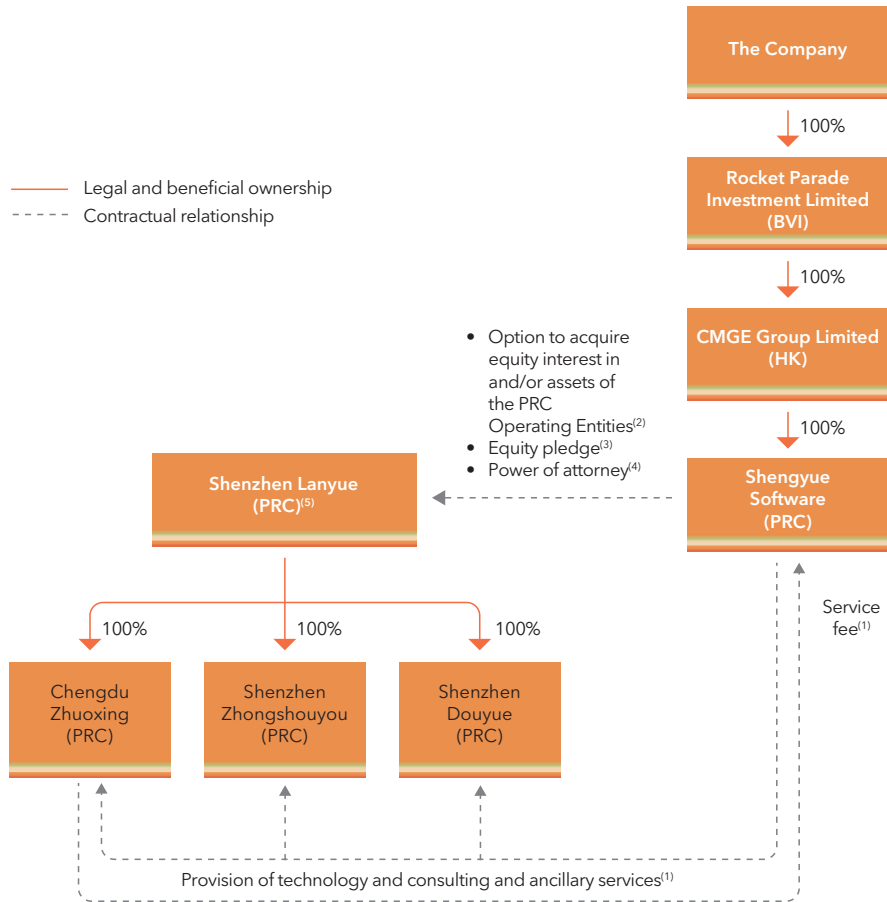 The Company
100%
Legal and beneficial ownership
Contractual relationship
Rocket Parade
Investment Limited
(BVI)
100%
CMGE Group Limited
(HK)
• Option to acquire
equity interest in
and/or assets of
the PRC
Operating Entities(2)
• Equity pledge(3)
• Power of attorney(4)
100%
Shenzhen Lanyue
(PRC)(5)
Shengyue
Software
(PRC)
Service
fee(1)
100%
100%
100%
Chengdu
Zhuoxing
(PRC)
Shenzhen
Zhongshouyou
(PRC)
Shenzhen
Douyue
(PRC)
Provision of technology and consulting and ancillary services(1)